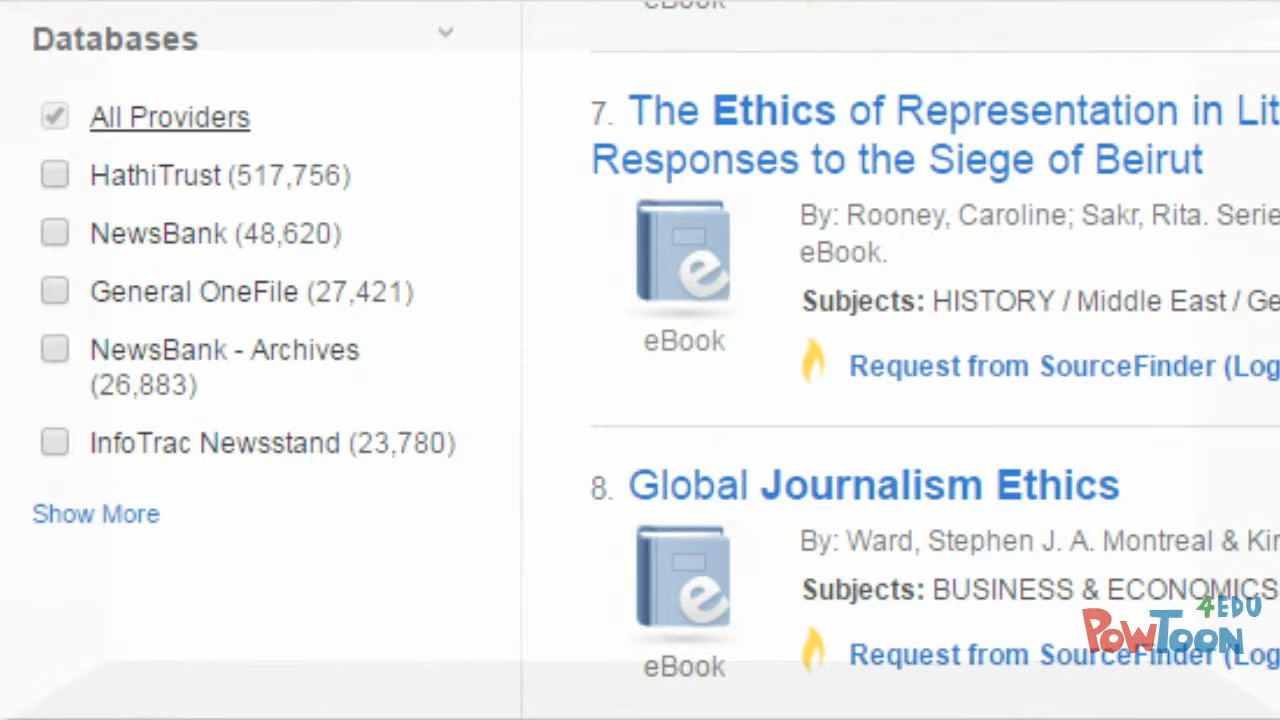 eBook
Databases
All Providers
HathiTrust (517,756)
NewsBank (48,620)
General OneFile (27,421)
NewsBank - Archives
(26,883)
InfoTrac Newsstand (23,780)
Show More
7. The Ethics of Representation in Lit
Responses to the Siege of Beirut
eBook
By: Rooney, Caroline; Sakr, Rita. Serie
eBook.
Subjects: HISTORY / Middle East / Ge
Request from SourceFinder (Log
8. Global Journalism Ethics
eBook
By: Ward, Stephen J. A. Montreal & Kin
Subjects: BUSINESS & ECONOMICS
Request from SourceFinder (Log
POWTOON 4EDU